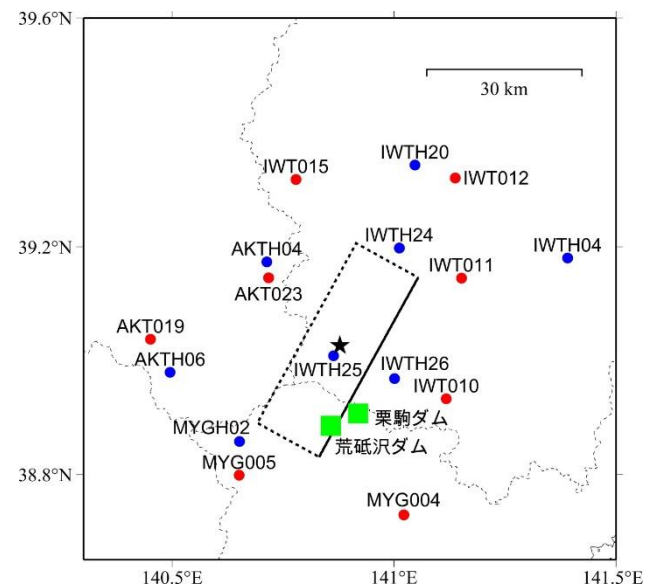 39.6°N
30 km
IWTH20
IWT015
IWT012
IWTH24
IWTH04
39.2°N
AKTH04
IWT011
AKT023
AKT019
AKTH06
IWTH25
IWTH26
IWT010
栗駒ダム
MYGH02
荒砥沢ダム
MYG005
38.8°N
MYG004
140.5°E
141°E
141.5°E